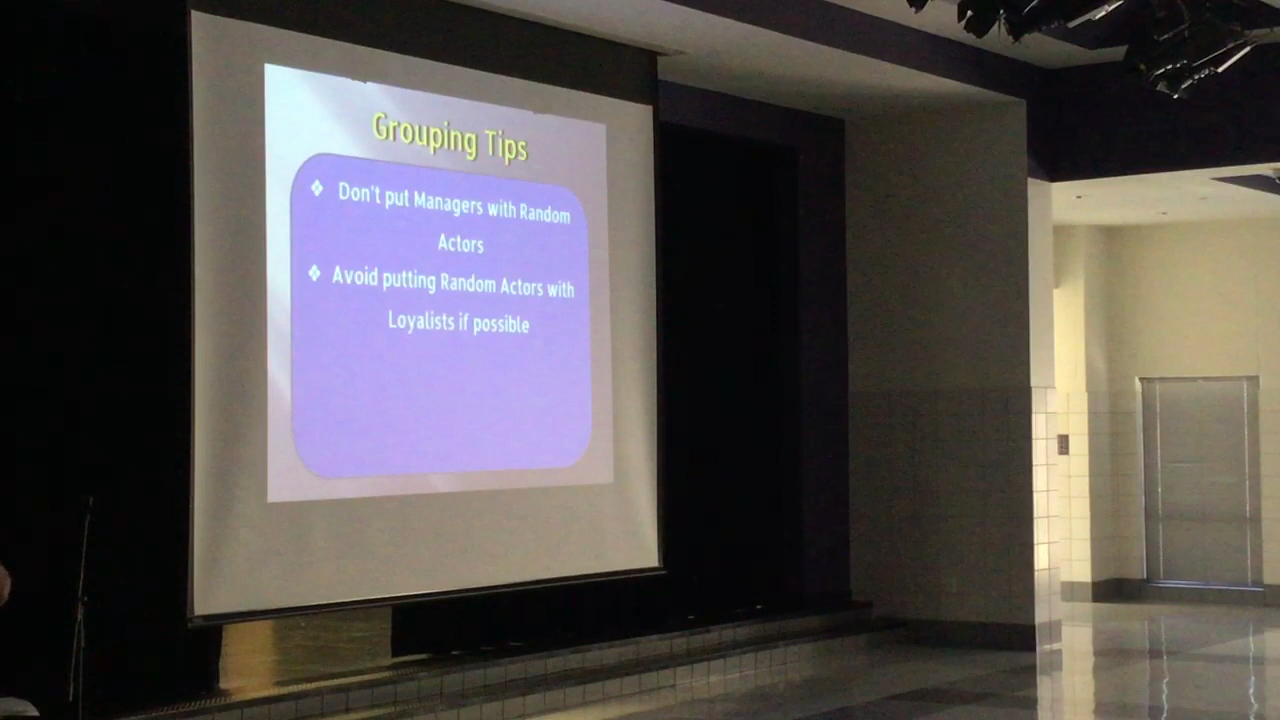 Grouping Tips
❖ Don't put Managers with Random
Actors
❖ Avoid putting Random Actors with
Loyalists if possible